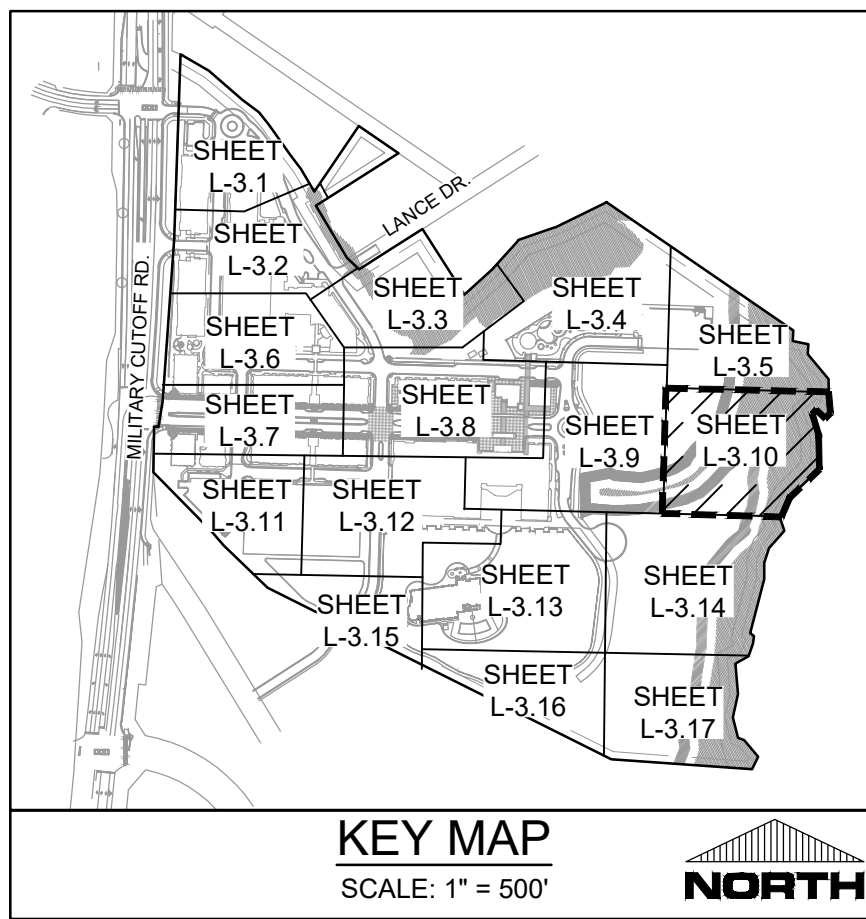 SHEET
L-3.1
LANCE DR.
SHEET
L-3.2
MILITARY CUTOFF RD.
SHEET
L-3.3
SHEET
L-3.4
SHEET
L-3.5
SHEET
L-3.6
SHEET
L-3.7
SHEET
L-3.8
SHEET
L-3.9
SHEET
L-3.10
SHEET
L-3.11
SHEET
L-3.12
SHEET
L-3.13
SHEET
L-3.14
SHEET
L-3.15
SHEET
L-3.16
SHEET
L-3.17
KEY MAP
SCALE: 1" = 500'
NORTH